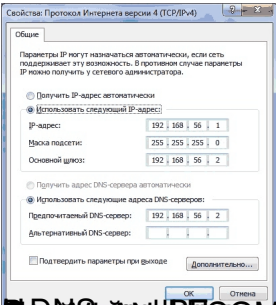 Свойства: Протокол Интернета версии 4 (TCP/IPv4)
Общие
Параметры IP могут назначаться автоматически, если сеть
поддерживает эту возможность. В противном случае параметры
IP можно получить у сетевого администратора.
Получить IP-адрес автоматически
Использовать следующий IP-адрес:
IP-адрес: 192 . 168 . 56 . 1
Маска подсети: 255 . 255 . 255 . 0
Основной шлюз: 192 . 168 . 56 . 2
Получить адрес DNS-сервера автоматически
Использовать следующие адреса DNS-серверов:
Предпочитаемый DNS-сервер: 192 . 168 . 56 . 2
Альтернативный DNS-сервер: . . .
Подтвердить параметры при выходе
Дополнительно...
ОК Отмена